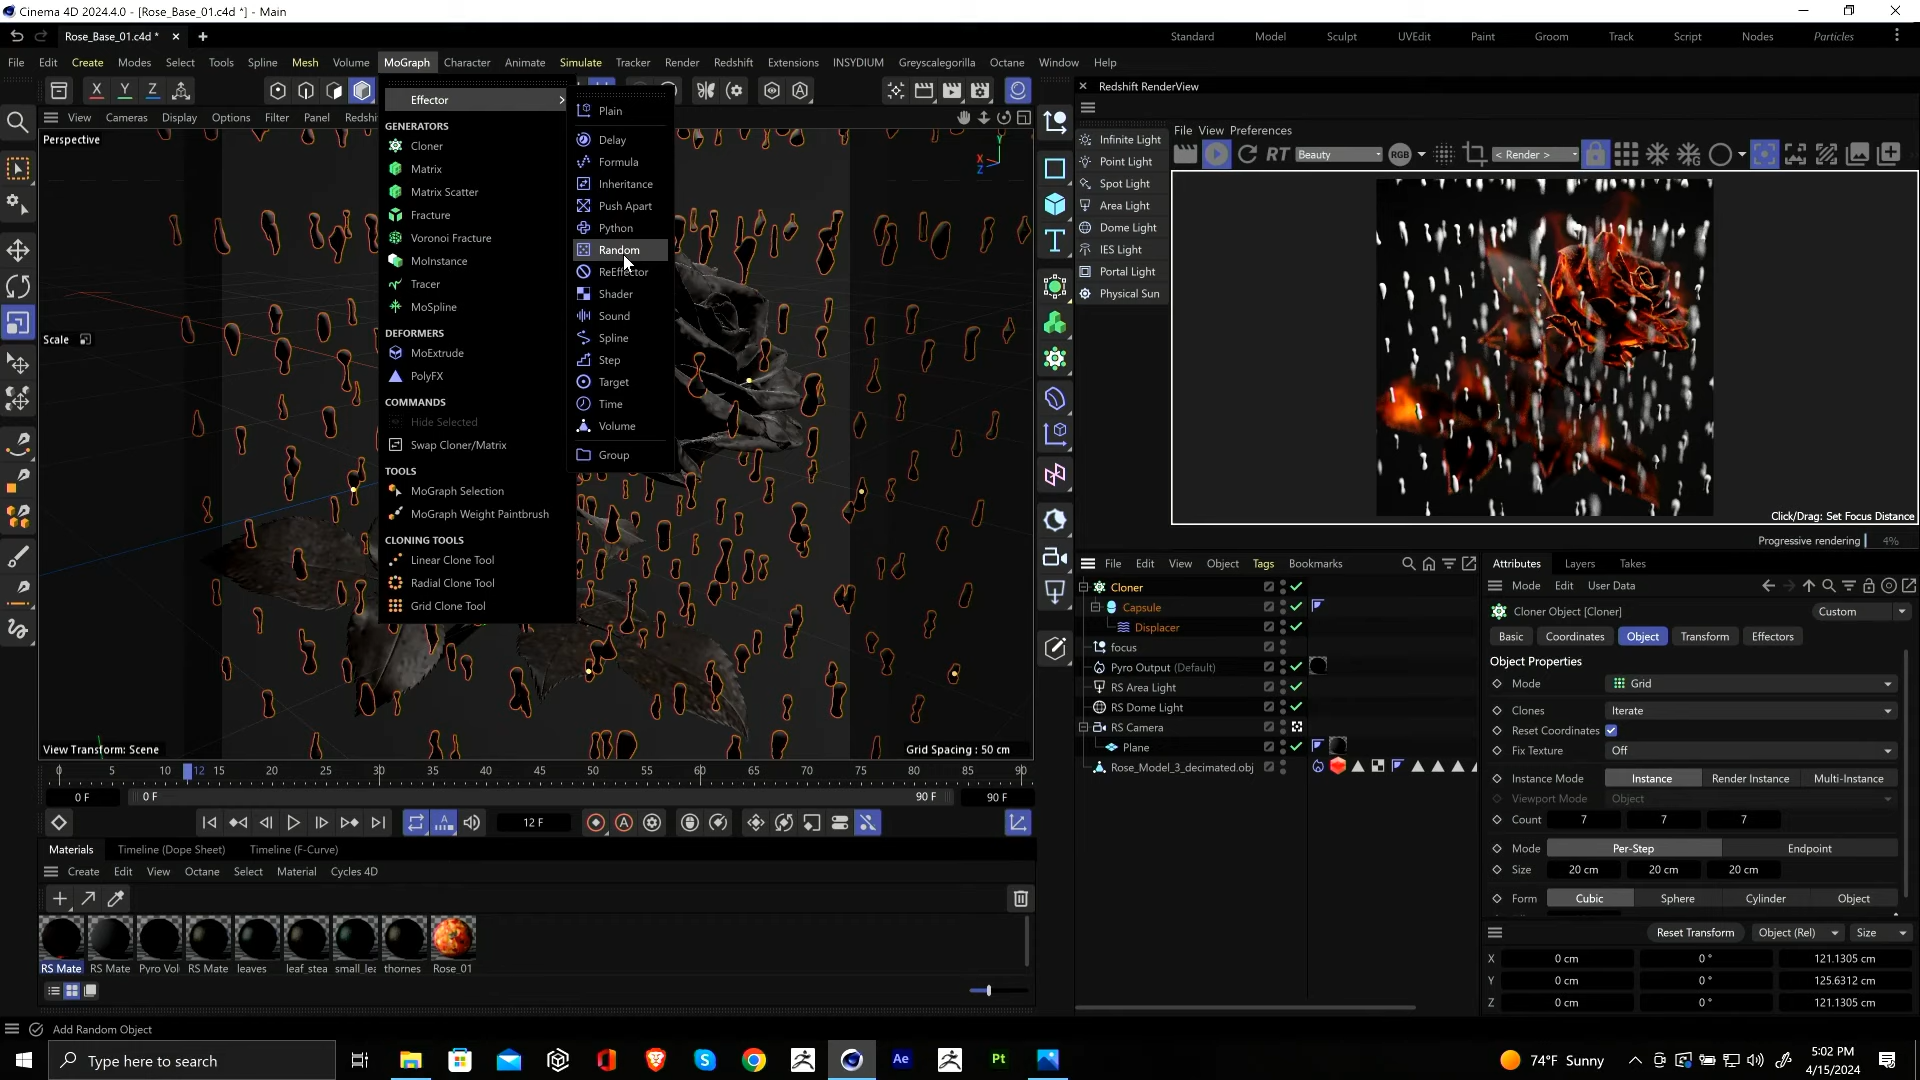 Cinema 4D 2024.4.0 - [Rose_Base_01.c4d *] - Main
Rose_Base_01.c4d *
Standard Model Sculpt UVEdit Paint Groom Track Script Nodes Particles
File Edit Create Modes Select Tools Spline Mesh Volume MoGraph Character Animate Simulate Tracker Render Redshift Extensions INSYDIUM Greyscalegorilla Octane Window Help
X Y Z
View Cameras Display Options Filter Panel Redshi
Perspective
Scale
Effector
GENERATORS
Cloner
Matrix
Matrix Scatter
Fracture
Voronoi Fracture
MoInstance
Tracer
MoSpline
DEFORMERS
MoExtrude
PolyFX
COMMANDS
Hide Selected
Swap Cloner/Matrix
TOOLS
MoGraph Selection
MoGraph Weight Paintbrush
CLONING TOOLS
Linear Clone Tool
Radial Clone Tool
Grid Clone Tool
Plain
Delay
Formula
Inheritance
Push Apart
Python
Random
ReEffector
Shader
Sound
Spline
Step
Target
Time
Volume
Group
Y
X
Z
View Transform: Scene
Grid Spacing : 50 cm
Redshift RenderView
File View Preferences
RT Beauty RGB < Render >
Infinite Light
Point Light
Spot Light
Area Light
Dome Light
IES Light
Portal Light
Physical Sun
Click/Drag: Set Focus Distance
Progressive rendering 4%
File Edit View Object Tags Bookmarks
Cloner
Capsule
Displacer
focus
Pyro Output (Default)
RS Area Light
RS Dome Light
RS Camera
Plane
Rose_Model_3_decimated.obj
Attributes Layers Takes
Mode Edit User Data
Cloner Object [Cloner]
Custom
Basic Coordinates Object Transform Effectors
Object Properties
Mode Grid
Clones Iterate
Reset Coordinates
Fix Texture Off
Instance Mode Instance Render Instance Multi-Instance
Viewport Mode Object
Count 7 7 7
Mode Per-Step Endpoint
Size 20 cm 20 cm 20 cm
Form Cubic Sphere Cylinder Object
Reset Transform Object (Rel) Size
X 0 cm 0 ° 121.1305 cm
Y 0 cm 0 ° 125.6312 cm
Z 0 cm 0 ° 121.1305 cm
0 5 10 12 15 20 25 30 35 40 45 50 55 60 65 70 75 80 85 90
0 F 0 F 90 F 90 F
12 F
Materials Timeline (Dope Sheet) Timeline (F-Curve)
Create Edit View Octane Select Material Cycles 4D
RS Mate RS Mate Pyro Vol RS Mate leaves leaf_stea small_lea thornes Rose_01
Add Random Object
Type here to search
Ae
Pt
74°F Sunny
5:02 PM
4/15/2024